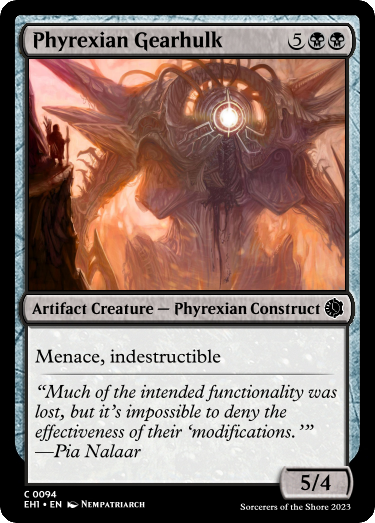 Phyrexian Gearhulk 5
Artifact Creature — Phyrexian Construct
Menace, indestructible
“Much of the intended functionality was
lost, but it’s impossible to deny the
effectiveness of their ‘modifications.’”
—Pia Nalaar
5/4
C 0094
EH1 • EN Nempatriarch
Sorcerers of the Shore 2023